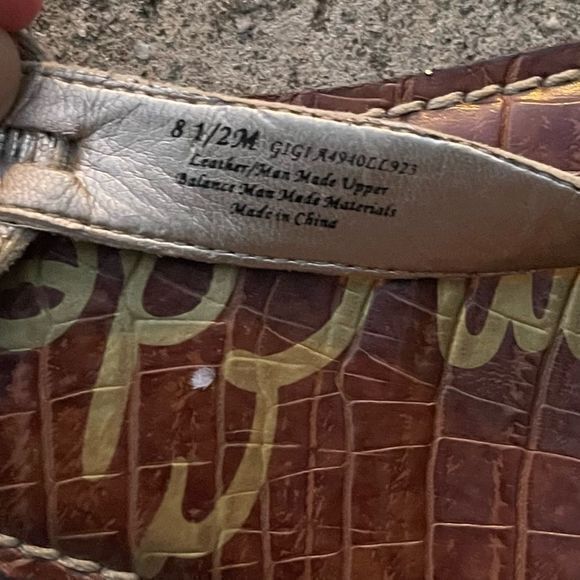 8 1/2M GIGI A4940LL923
Leather/Man Made Upper
Balance Man Made Materials
Made in China